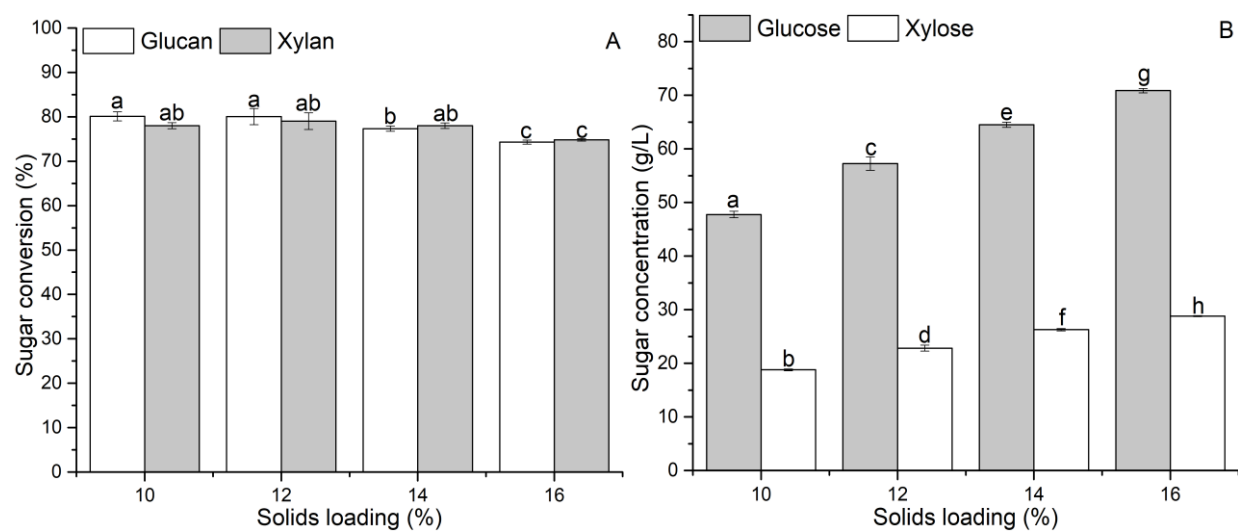 Glucan Xylan A
Sugar conversion (%)
100
90
80
70
60
50
40
30
20
10
0
a ab a ab b ab c c
10 12 14 16
Solids loading (%)
Glucose Xylose B
Sugar concentration (g/L)
80
70
60
50
40
30
20
10
0
a b c d e f g h
10 12 14 16
Solids loading (%)